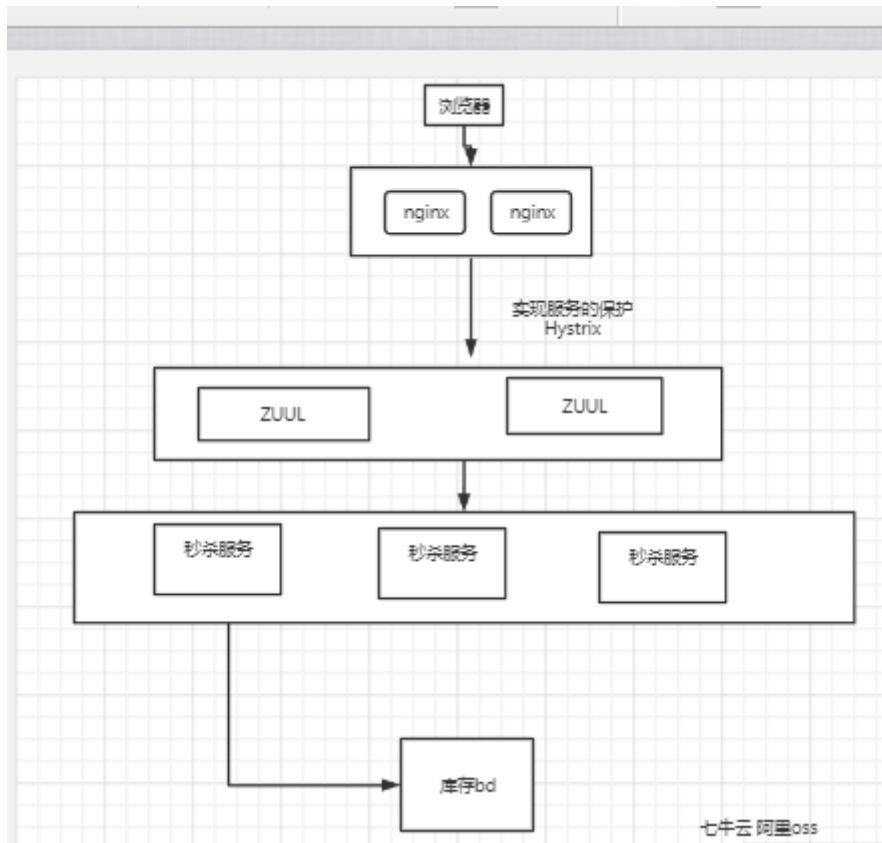 浏览器
nginx
nginx
实现服务的保护
Hystrix
ZUUL
ZUUL
秒杀服务
秒杀服务
秒杀服务
库存bd
七牛云 阿里oss